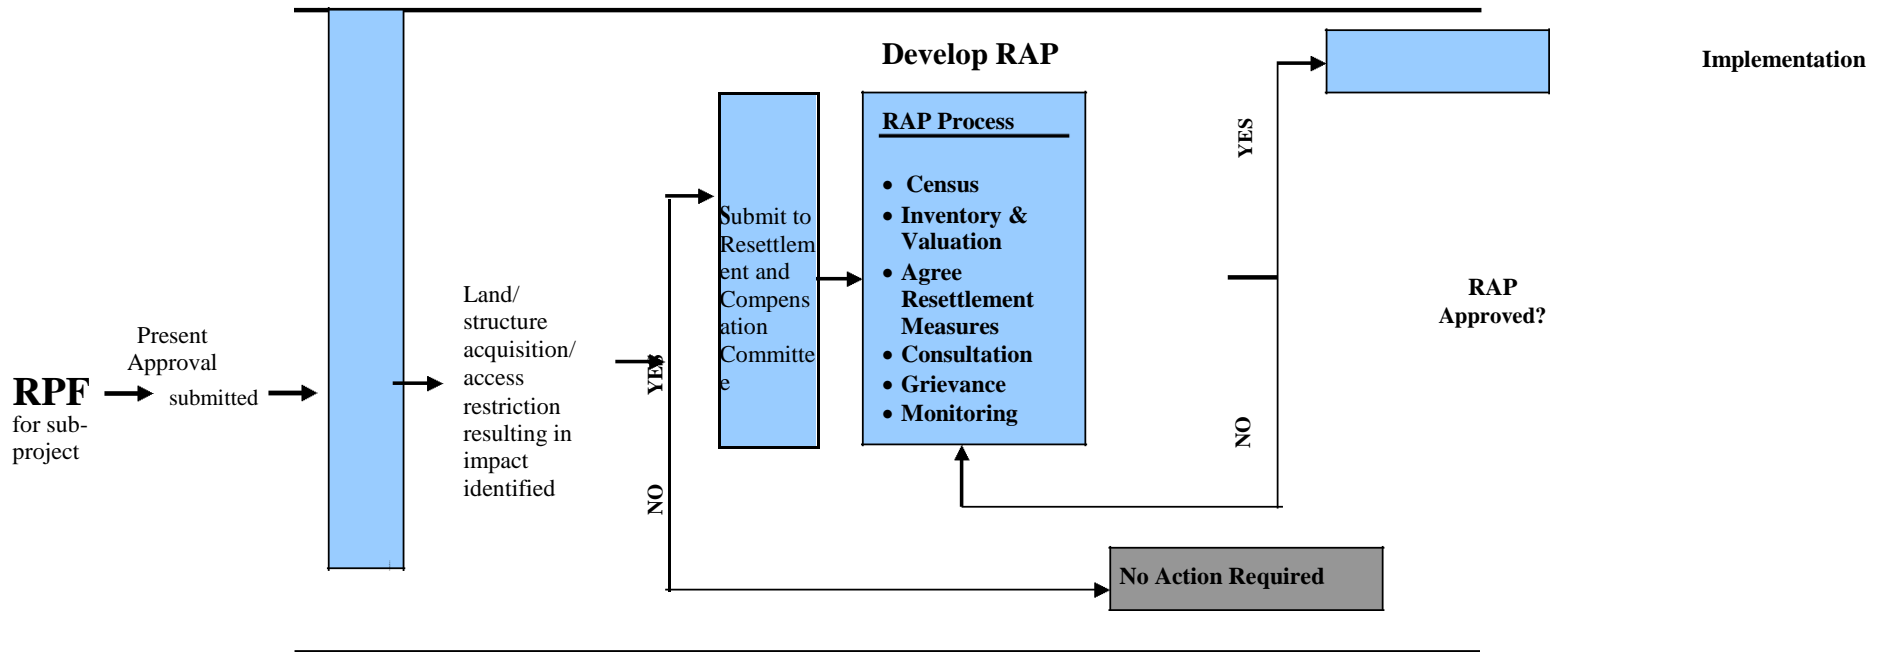 Develop RAP
Implementation
RAP Process
YES
• Census
• Inventory &
Valuation
• Agree
Resettlement
Measures
• Consultation
• Grievance
• Monitoring
Submit to
Resettlem
ent and
Compens
ation
Committe
e
Land/
structure
acquisition/
access
restriction
resulting in
impact
identified
RAP
Approved?
Present
Approval
submitted
RPF
for sub-
project
YES
NO
NO
No Action Required